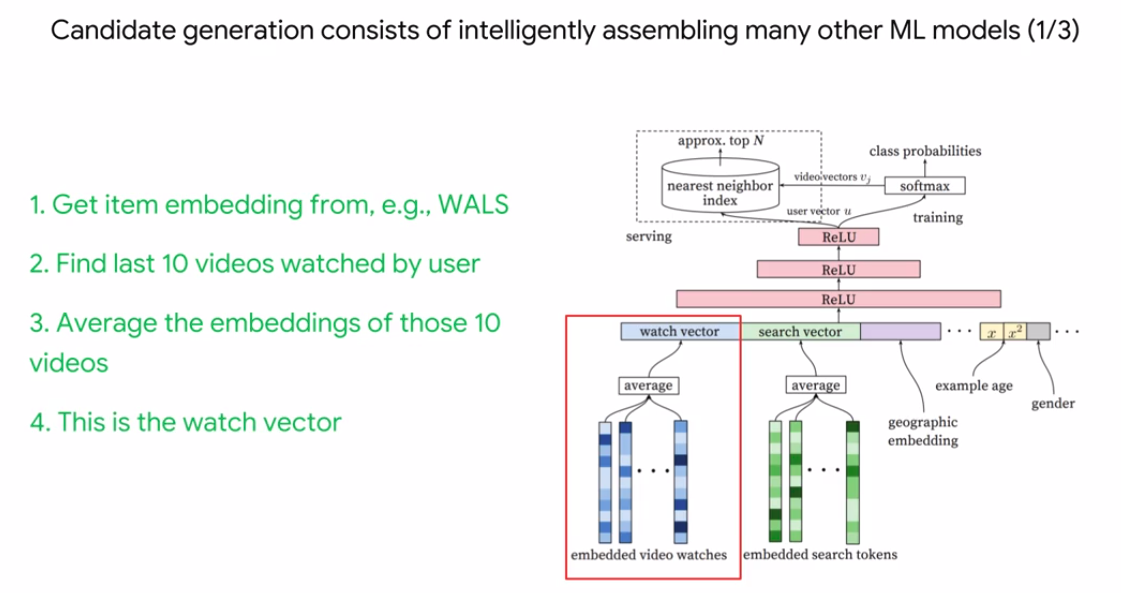 Candidate generation consists of intelligently assembling many other ML models (1/3)
1. Get item embedding from, e.g., WALS
2. Find last 10 videos watched by user
3. Average the embeddings of those 10
videos
4. This is the watch vector
approx. top N
class probabilities
nearest neighbor
index
video vectors vj
softmax
user vector u
training
serving
ReLU
ReLU
ReLU
watch vector
search vector
...
x
x²
...
average
average
example age
gender
geographic
embedding
...
...
embedded video watches
embedded search tokens